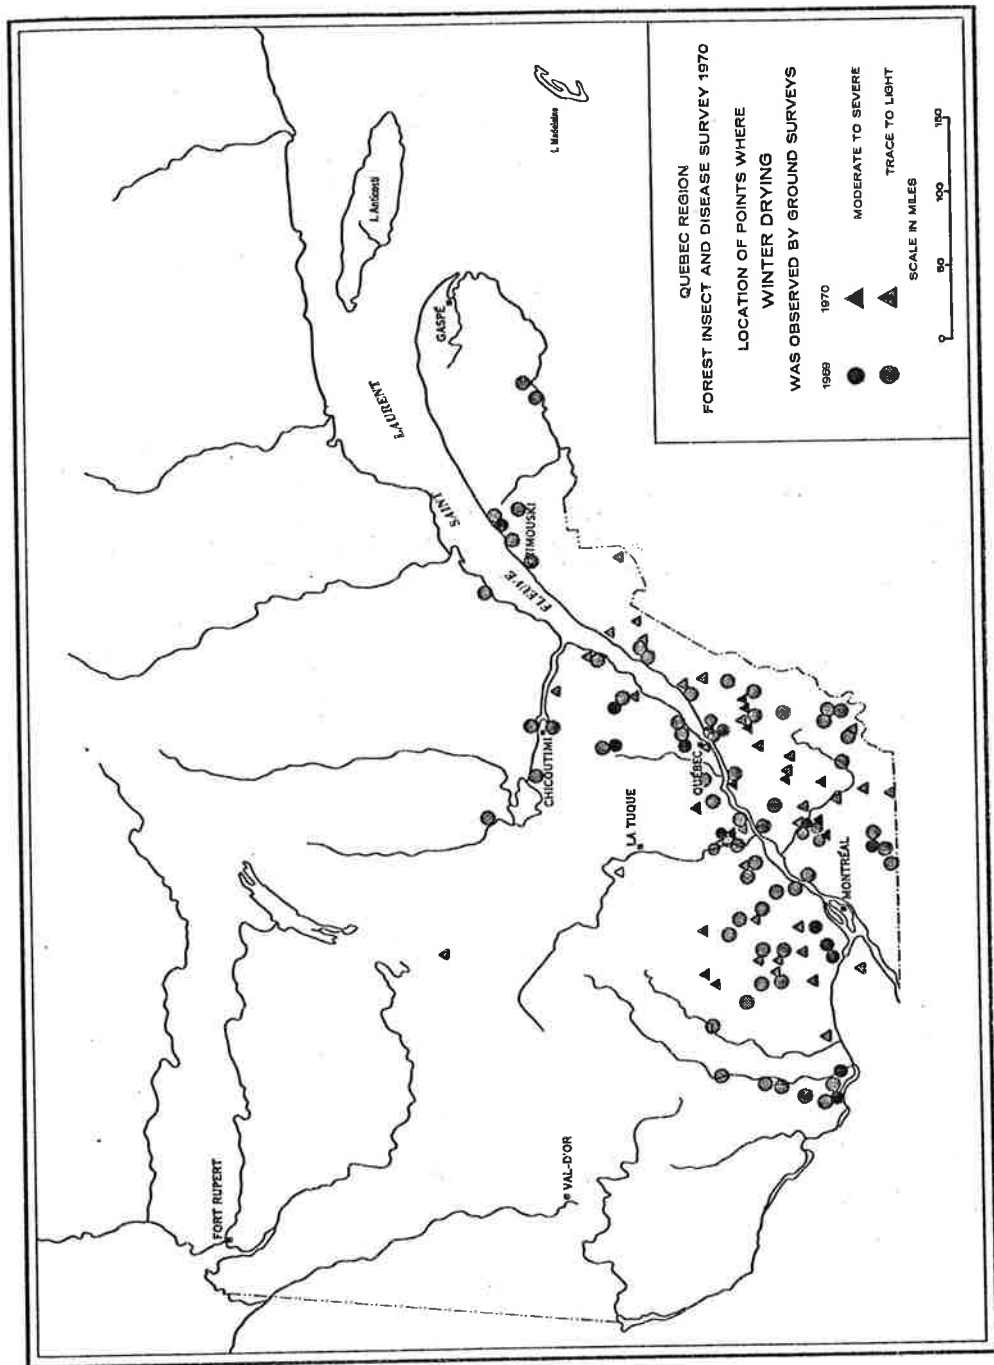 QUEBEC REGION
FOREST INSECT AND DISEASE SURVEY 1970
LOCATION OF POINTS WHERE
WINTER DRYING
WAS OBSERVED BY GROUND SURVEYS
1969 1970
MODERATE TO SEVERE
TRACE TO LIGHT
SCALE IN MILES
0 50 100 150
I. Madelaine
I. Anticosti
GASPÉ
FLEUVE SAINT LAURENT
RIMOUSKI
CHICOUTIMI
QUÉBEC
LA TUQUE
MONTRÉAL
VAL-D'OR
FORT RUPERT